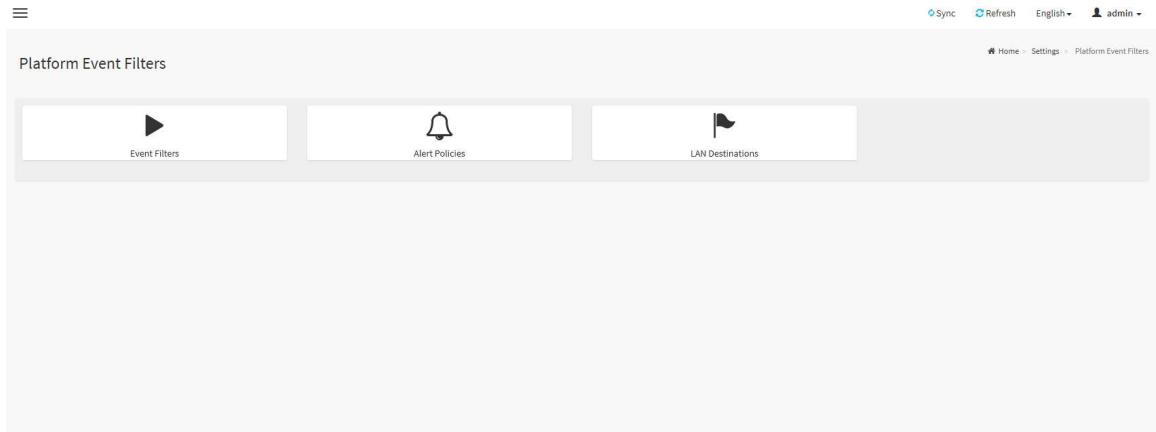 Sync Refresh English admin
Home > Settings > Platform Event Filters
Platform Event Filters
Event Filters
Alert Policies
LAN Destinations